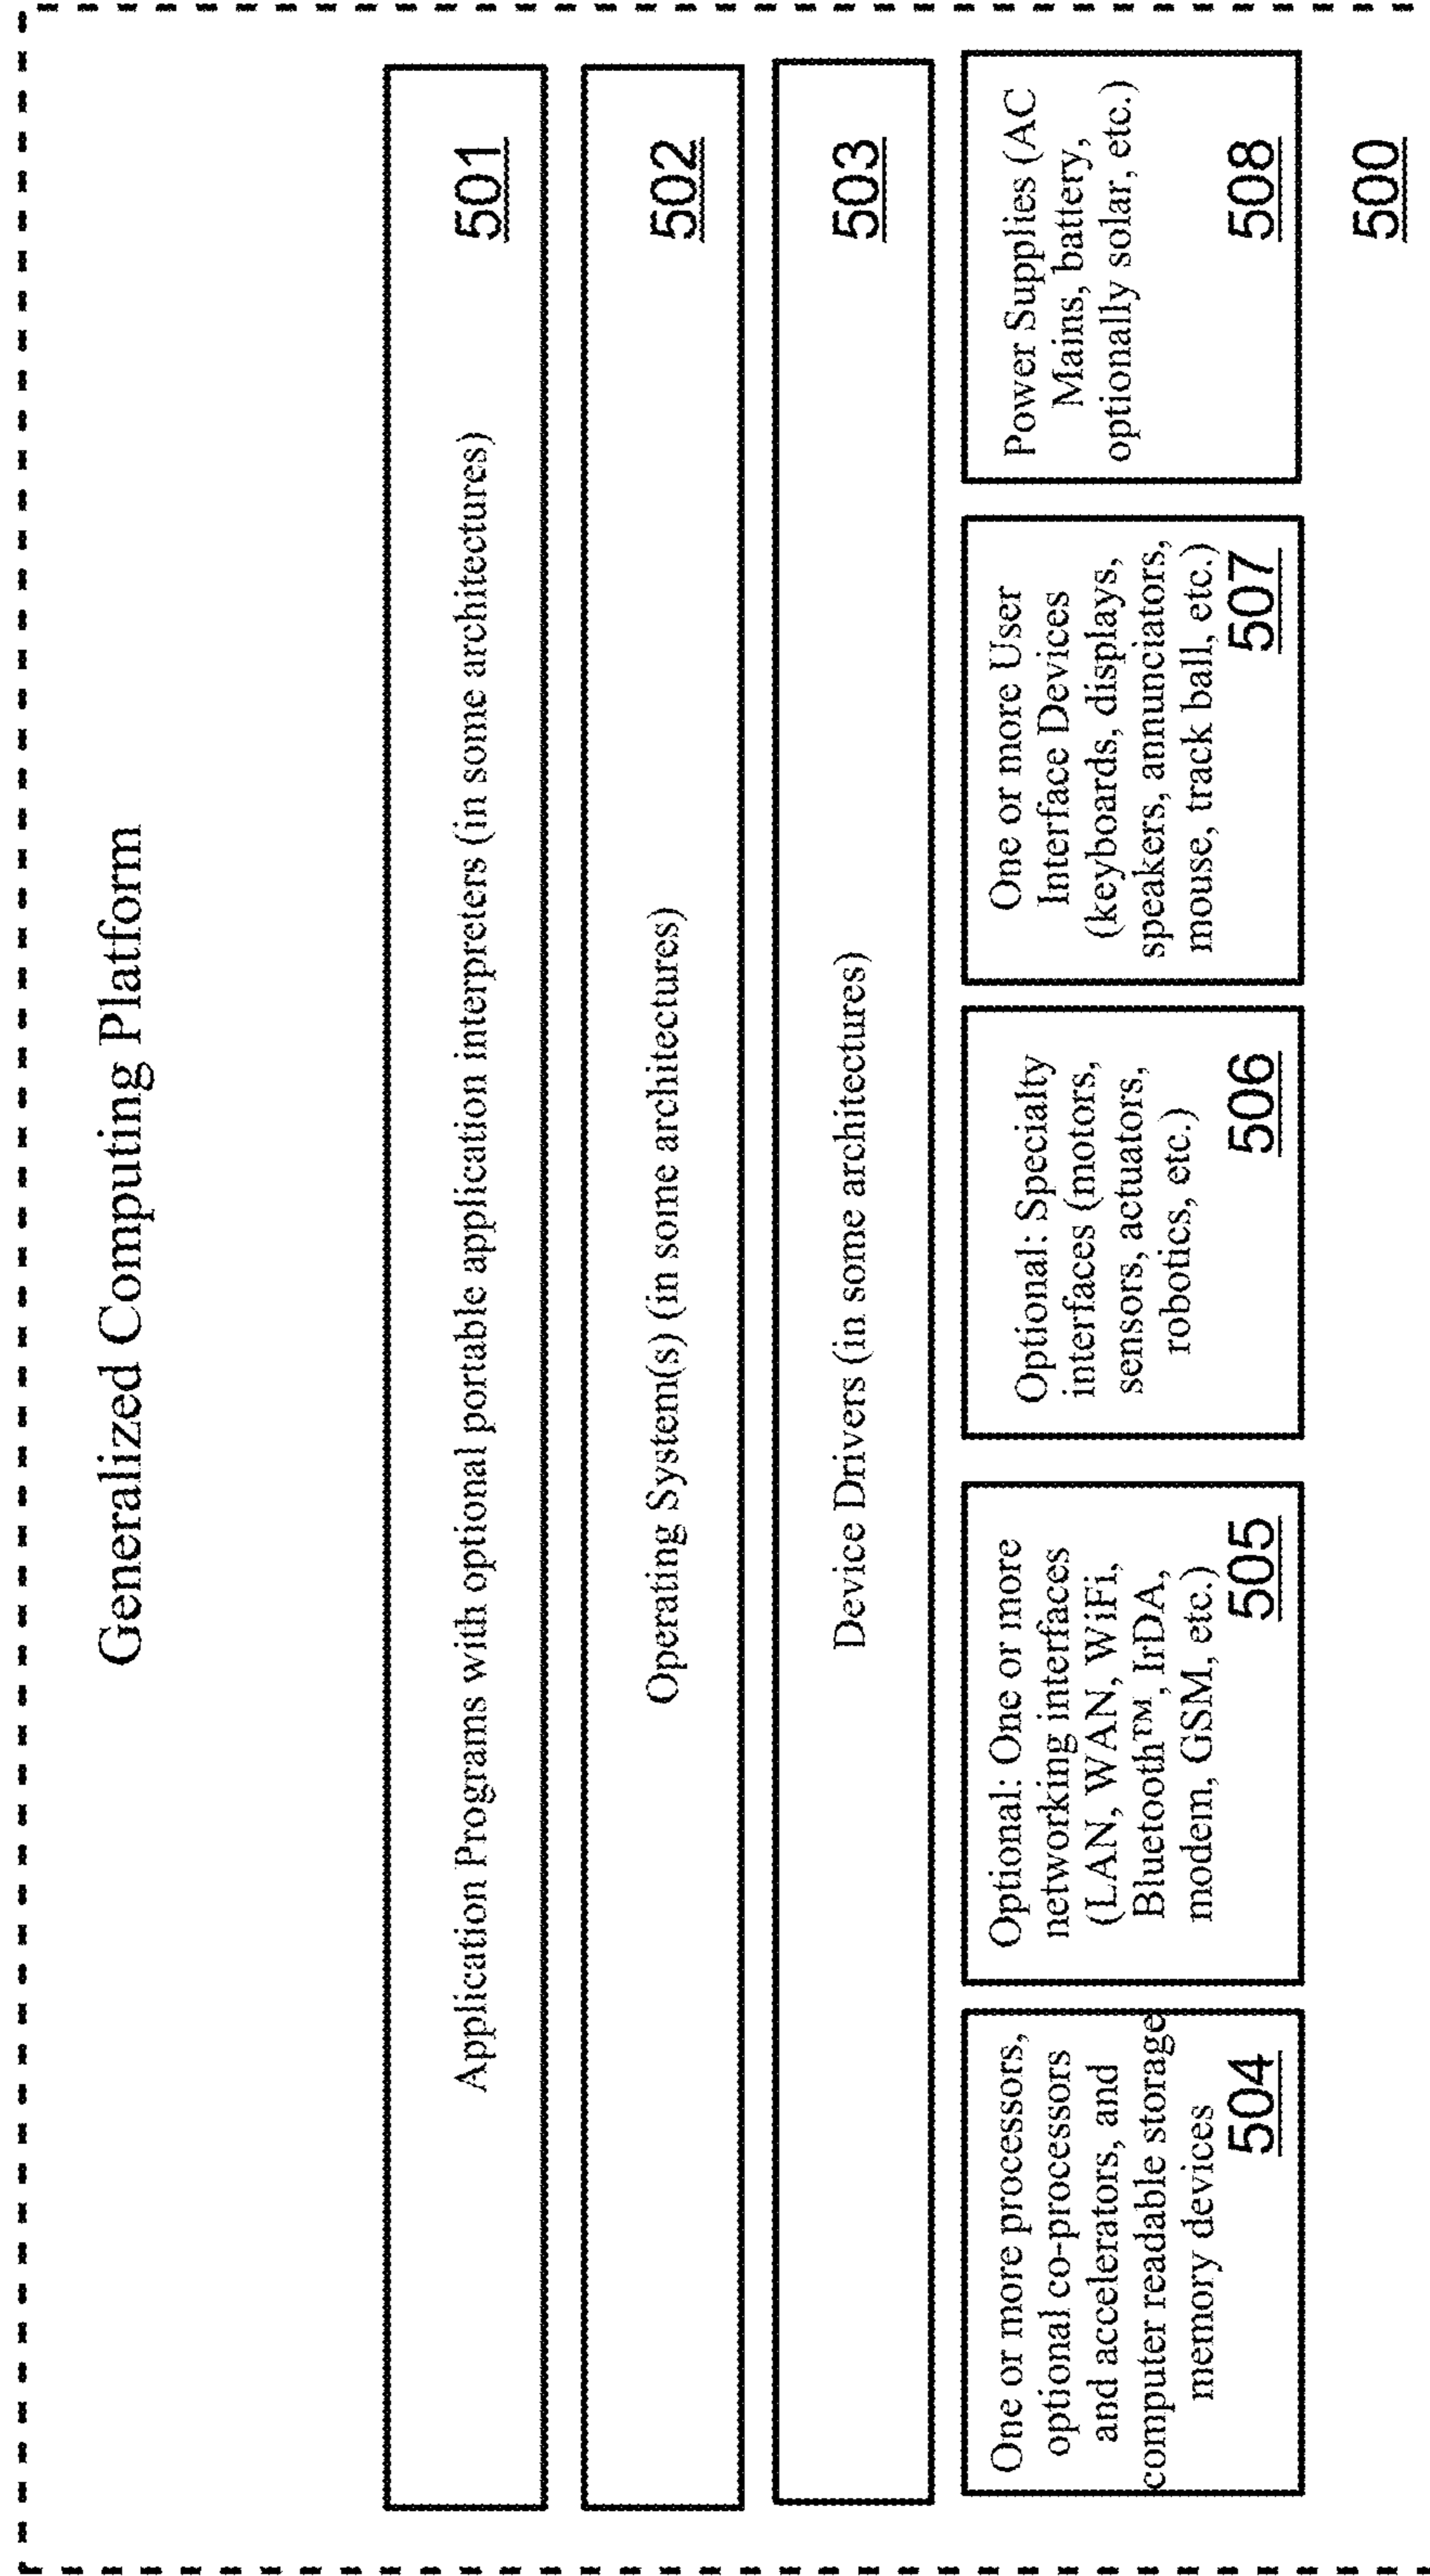 Generalized Computing Platform
Application Programs with optional portable application interpreters (in some architectures)
501
Operating System(s) (in some architectures)
502
Device Drivers (in some architectures)
503
One or more processors,
optional co-processors
and accelerators, and
computer readable storage
memory devices
504
Optional: One or more
networking interfaces
(LAN, WAN, WiFi,
Bluetooth™, IrDA,
modem, GSM, etc.)
505
Optional: Specialty
interfaces (motors,
sensors, actuators,
robotics, etc.)
506
One or more User
Interface Devices
(keyboards, displays,
speakers, annunciators,
mouse, track ball, etc.)
507
Power Supplies (AC
Mains, battery,
optionally solar, etc.)
508
500